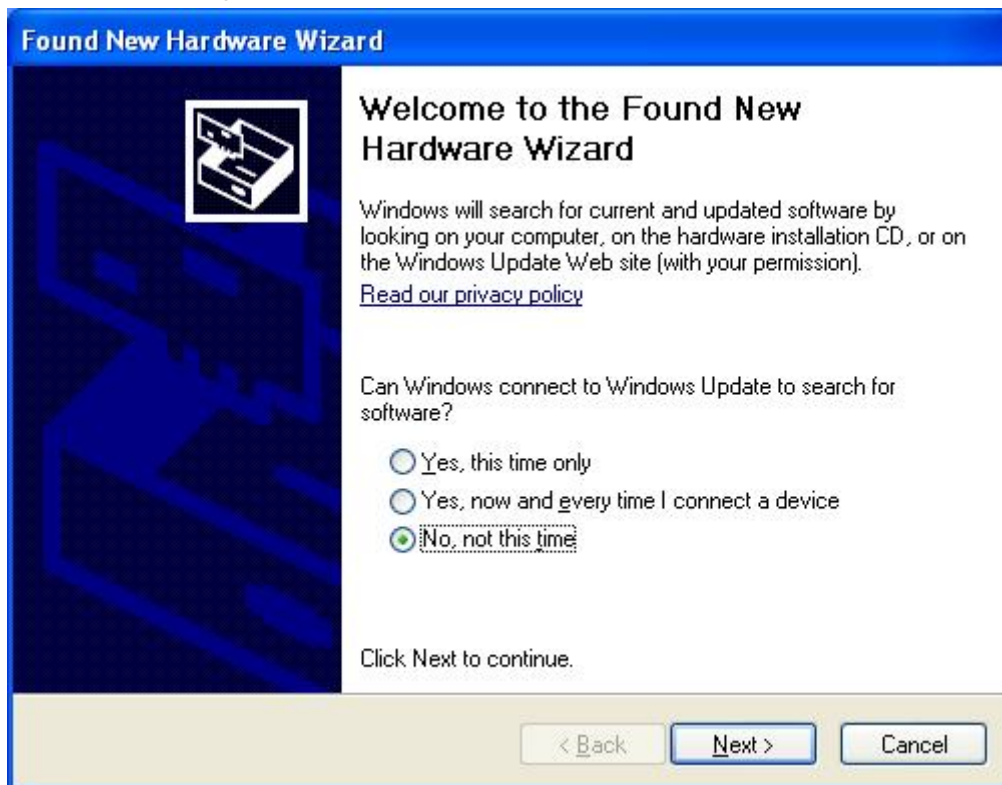 Found New Hardware Wizard
Welcome to the Found New
Hardware Wizard
Windows will search for current and updated software by
looking on your computer, on the hardware installation CD, or on
the Windows Update Web site (with your permission).
Read our privacy policy
Can Windows connect to Windows Update to search for
software?
Yes, this time only
Yes, now and every time I connect a device
No, not this time
Click Next to continue.
< Back Next > Cancel